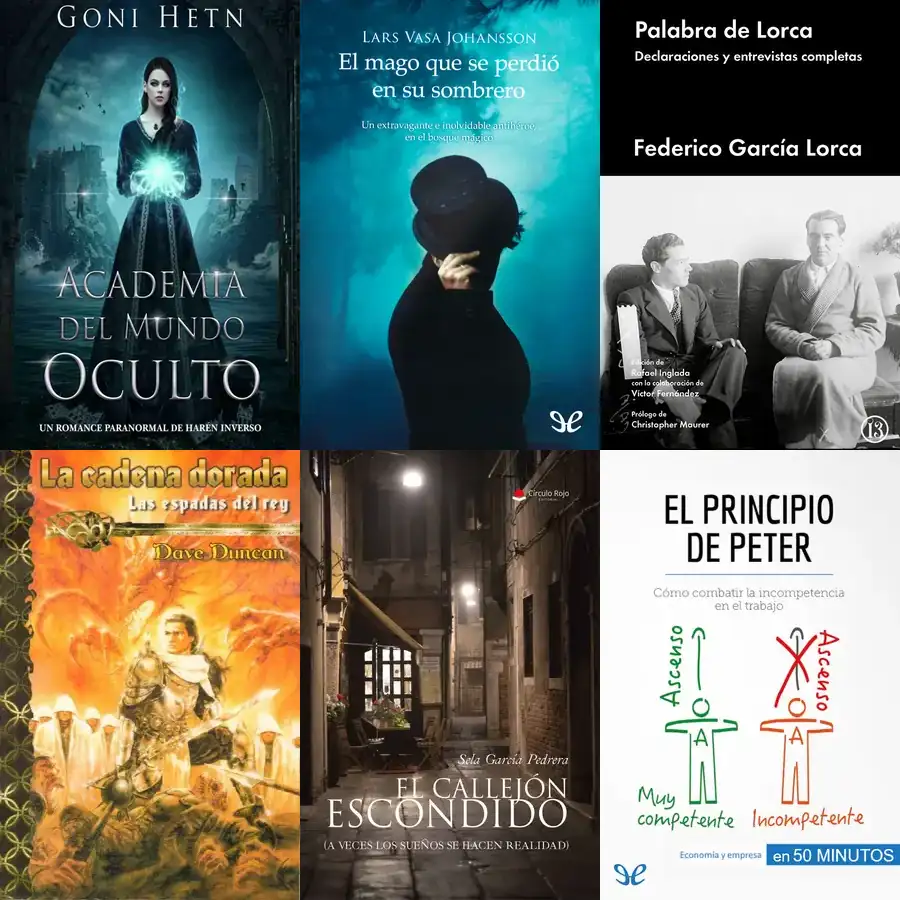 GONI HETN
ACADEMIA
DEL MUNDO
OCULTO
UN ROMANCE PARANORMAL DE HARÉN INVERSO
LARS VASA JOHANSSON
El mago que se perdió
en su sombrero
Un extravagante e inolvidable antihéroe
en el bosque mágico
Palabra de Lorca
Declaraciones y entrevistas completas
Federico García Lorca
Edición de
Rafael Inglada
con la colaboración de
Víctor Fernández
Prólogo de
Christopher Maurer
13
La cadena dorada
Las espadas del rey
Dave Duncan
Círculo Rojo
EDITORIAL
Sela García Pedrera
EL CALLEJÓN
ESCONDIDO
(A VECES LOS SUEÑOS SE HACEN REALIDAD)
EL PRINCIPIO
DE PETER
Cómo combatir la incompetencia
en el trabajo
Ascenso
Ascenso
A
A
Muy
competente
Incompetente
Economía y empresa
en 50 MINUTOS